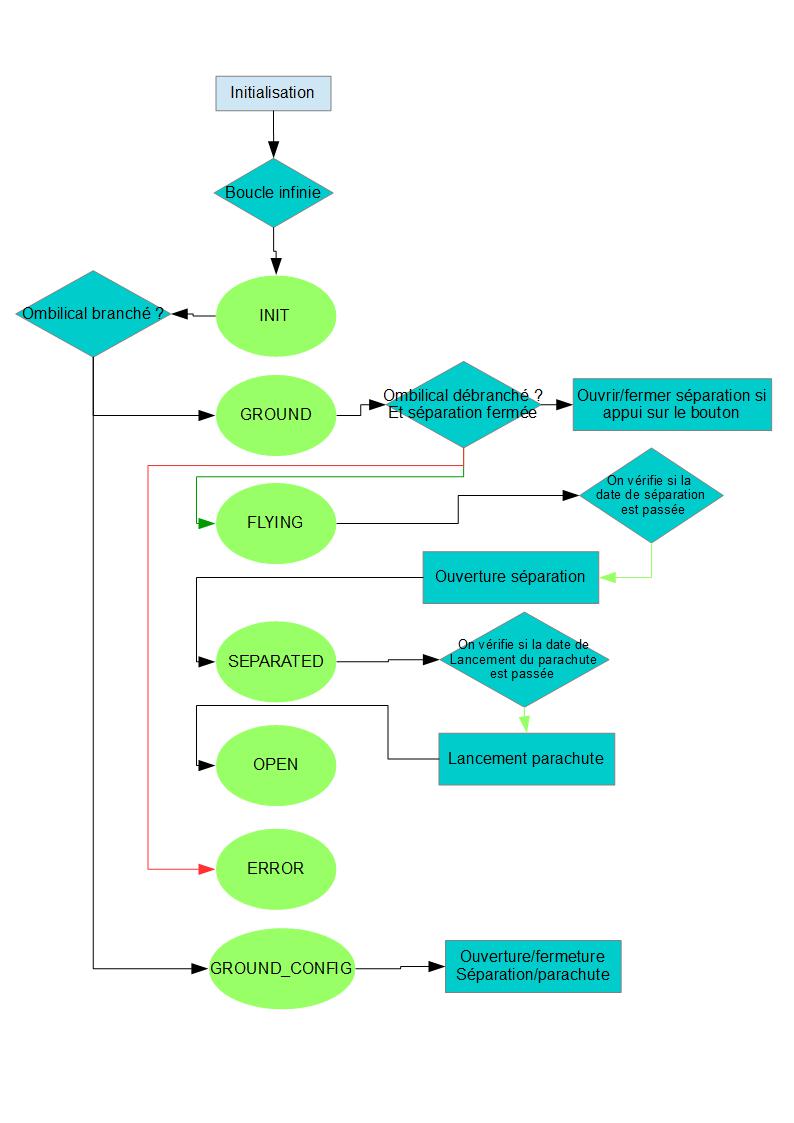 Initialisation
Boucle infinie
INIT
Ombilical branché ?
GROUND
Ombilical débranché ?
Et séparation fermée
Ouvrir/fermer séparation si
appui sur le bouton
FLYING
On vérifie si la
date de séparation
est passée
Ouverture séparation
SEPARATED
On vérifie si la date de
Lancement du parachute
est passée
OPEN
Lancement parachute
ERROR
GROUND_CONFIG
Ouverture/fermeture
Séparation/parachute